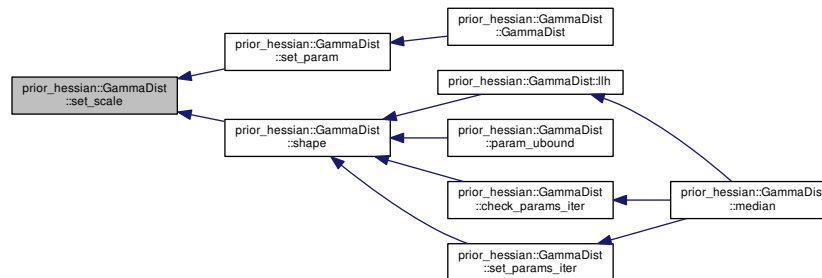 prior_hessian::GammaDist
::set_scale
prior_hessian::GammaDist
::set_param
prior_hessian::GammaDist
::shape
prior_hessian::GammaDist
::GammaDist
prior_hessian::GammaDist::llh
prior_hessian::GammaDist
::param_ubound
prior_hessian::GammaDist
::check_params_iter
prior_hessian::GammaDist
::set_params_iter
prior_hessian::GammaDist
::median